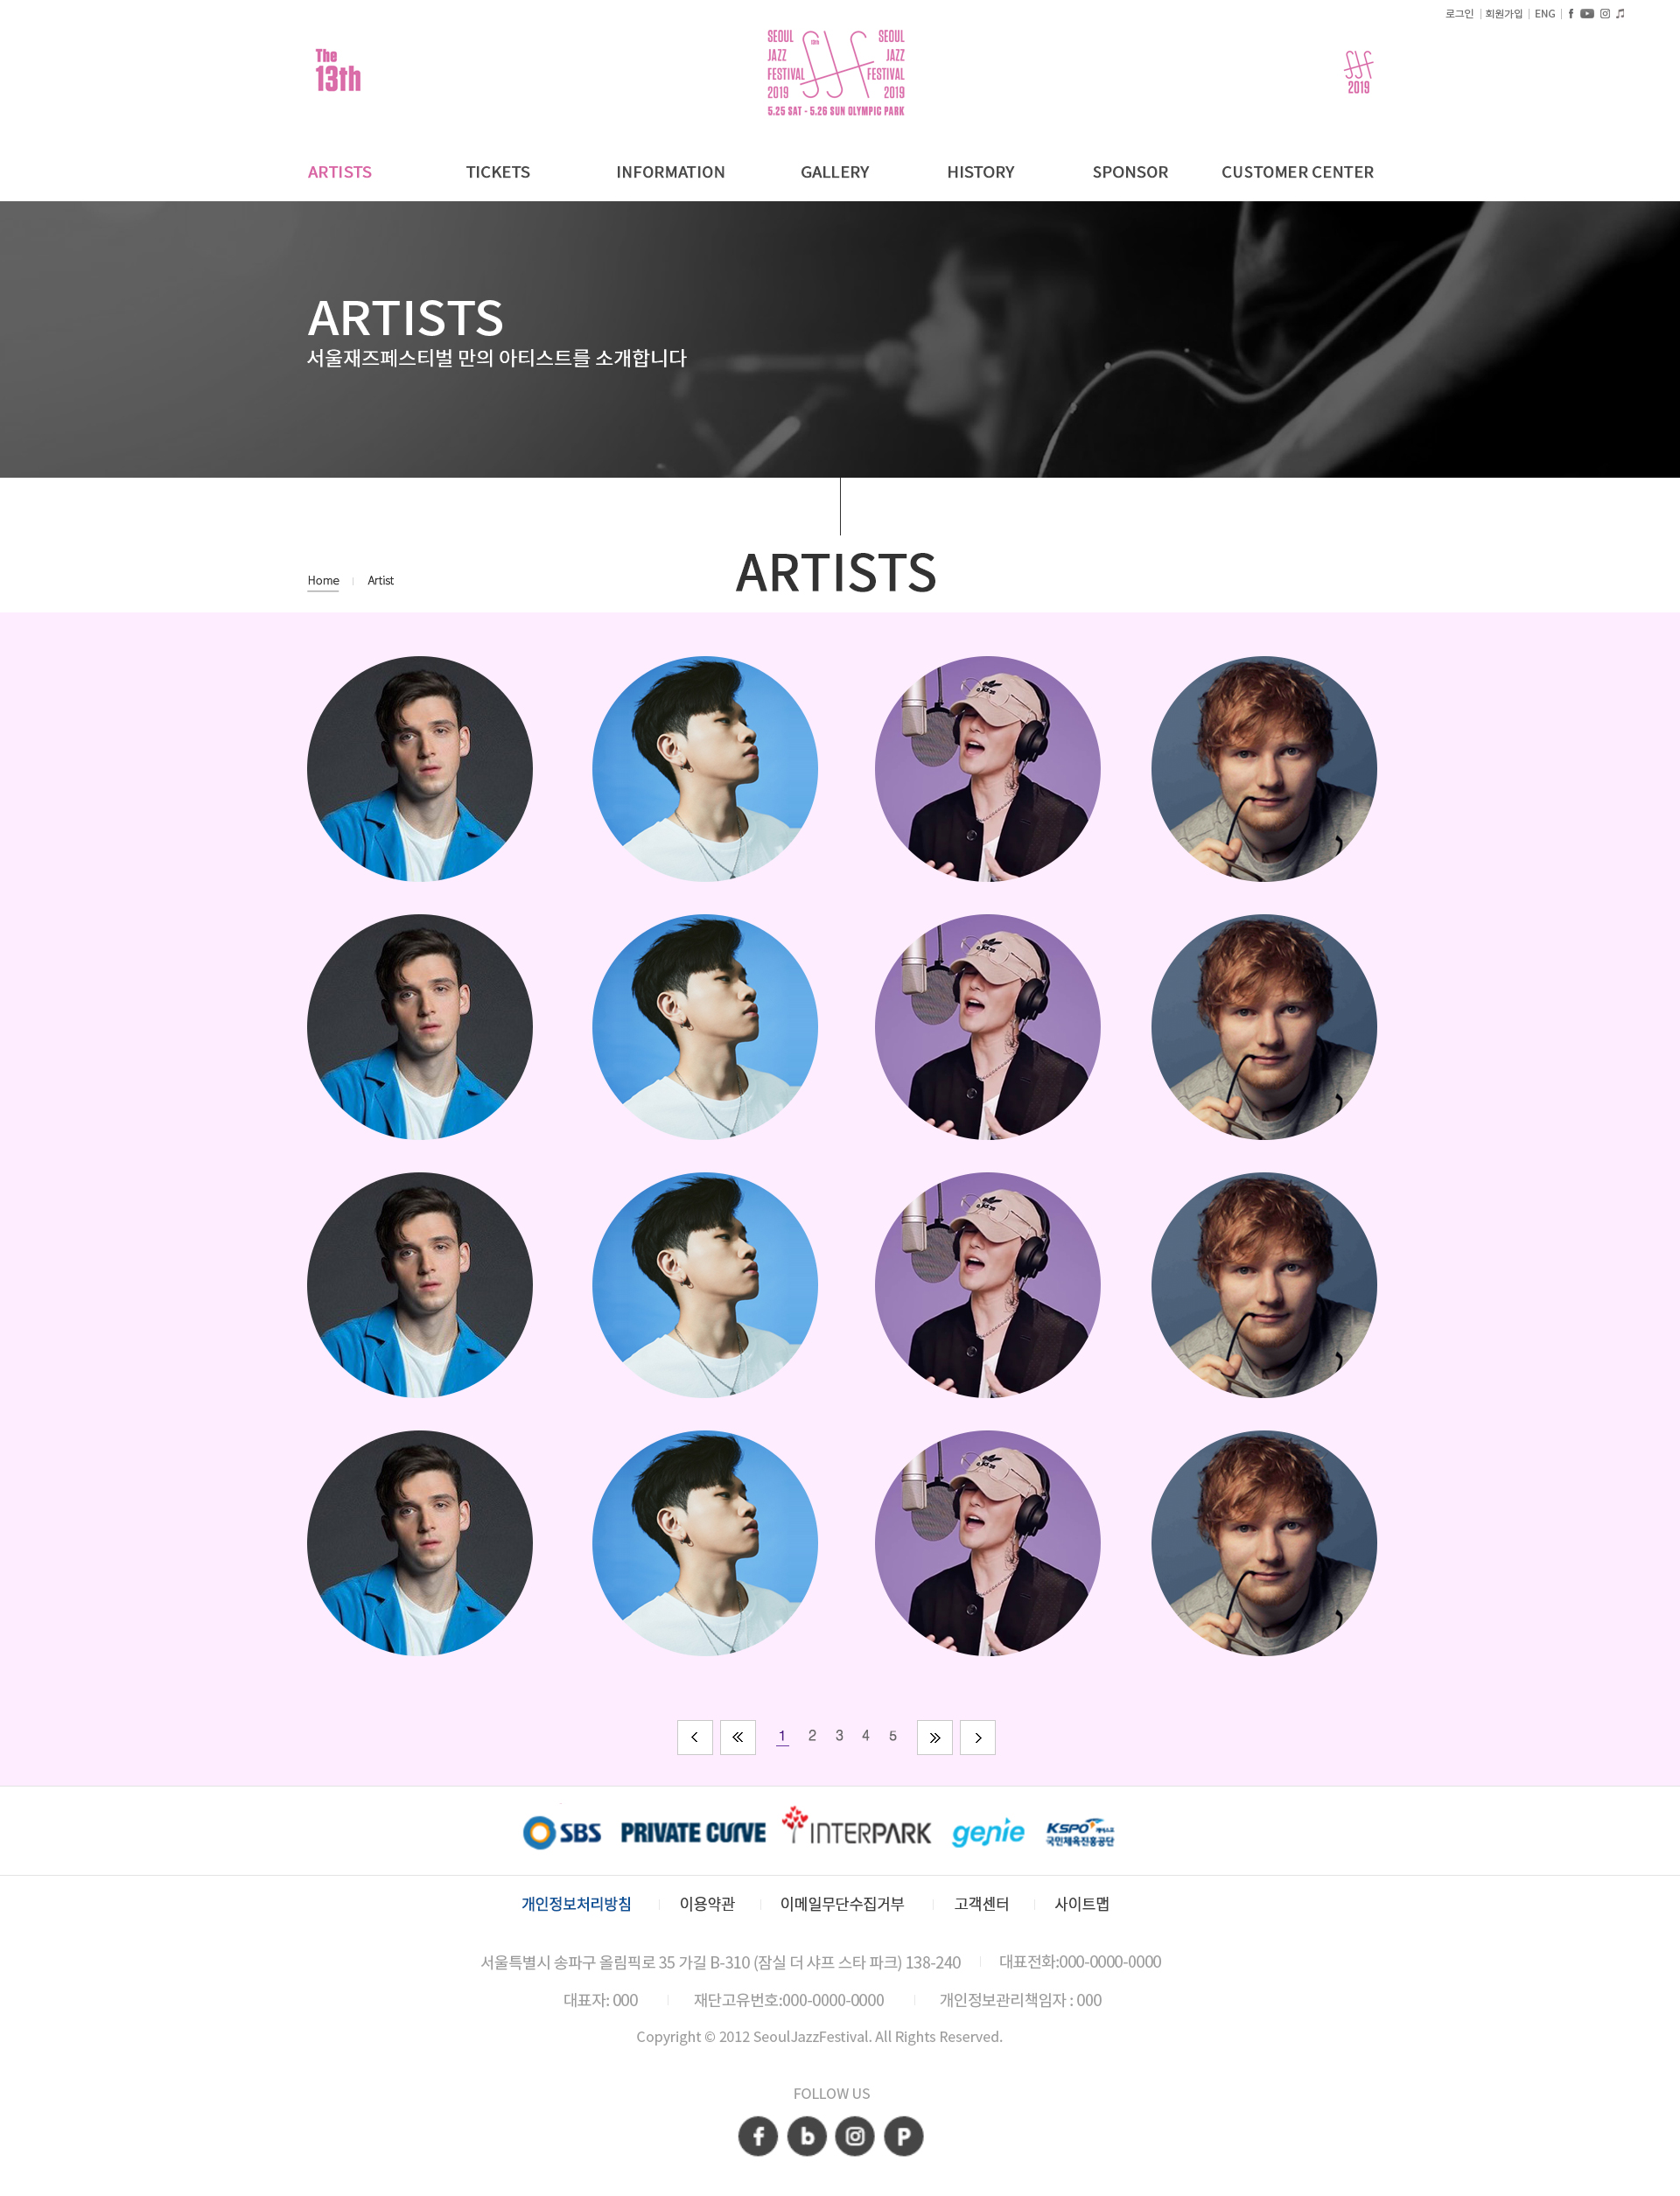 로그인 | 회원가입 | ENG |
The
13th
SEOUL SEOUL
JAZZ JAZZ
FESTIVAL FESTIVAL
2019 2019
5.25 SAT - 5.26 SUN OLYMPIC PARK
2019
ARTISTS TICKETS INFORMATION GALLERY HISTORY SPONSOR CUSTOMER CENTER
ARTISTS
서울재즈페스티벌 만의 아티스트를 소개합니다
ARTISTS
Home | Artist
1 2 3 4 5
SBS PRIVATE CURVE INTERPARK genie KSPO 국민체육진흥공단
개인정보처리방침 | 이용약관 | 이메일무단수집거부 | 고객센터 | 사이트맵
서울특별시 송파구 올림픽로 35 가길 B-310 (잠실 더 샤프 스타 파크) 138-240 | 대표전화:000-0000-0000
대표자: 000 | 재단고유번호:000-0000-0000 | 개인정보관리책임자 : 000
Copyright © 2012 SeoulJazzFestival. All Rights Reserved.
FOLLOW US